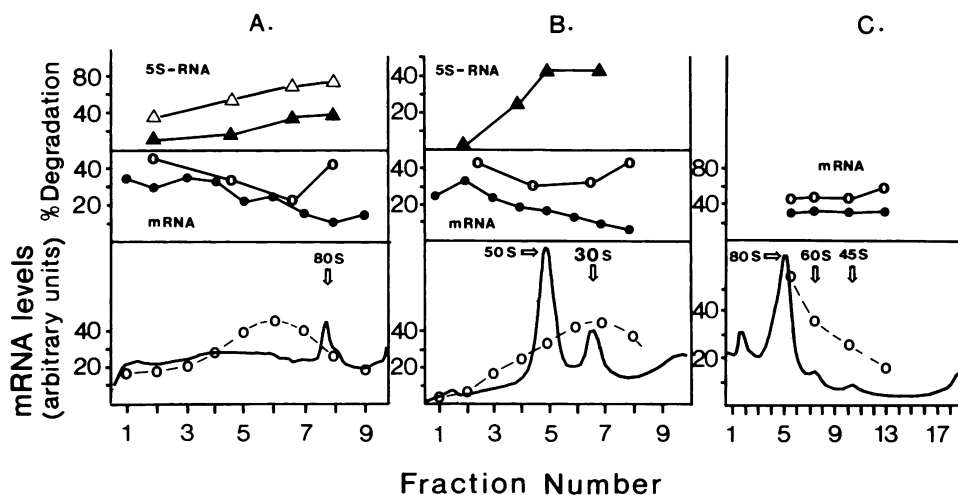 A. B. C.
5S-RNA
80
40
5S-RNA
40
20
% Degradation
40
20
mRNA
40
20
mRNA
80
40
mRNA
mRNA levels
(arbitrary units)
40
20
80S
40
20
50S ⇒
30S
40
20
80S ⇒ 60S 45S
1 3 5 7 9
1 3 5 7 9
1 5 9 13 17
Fraction Number